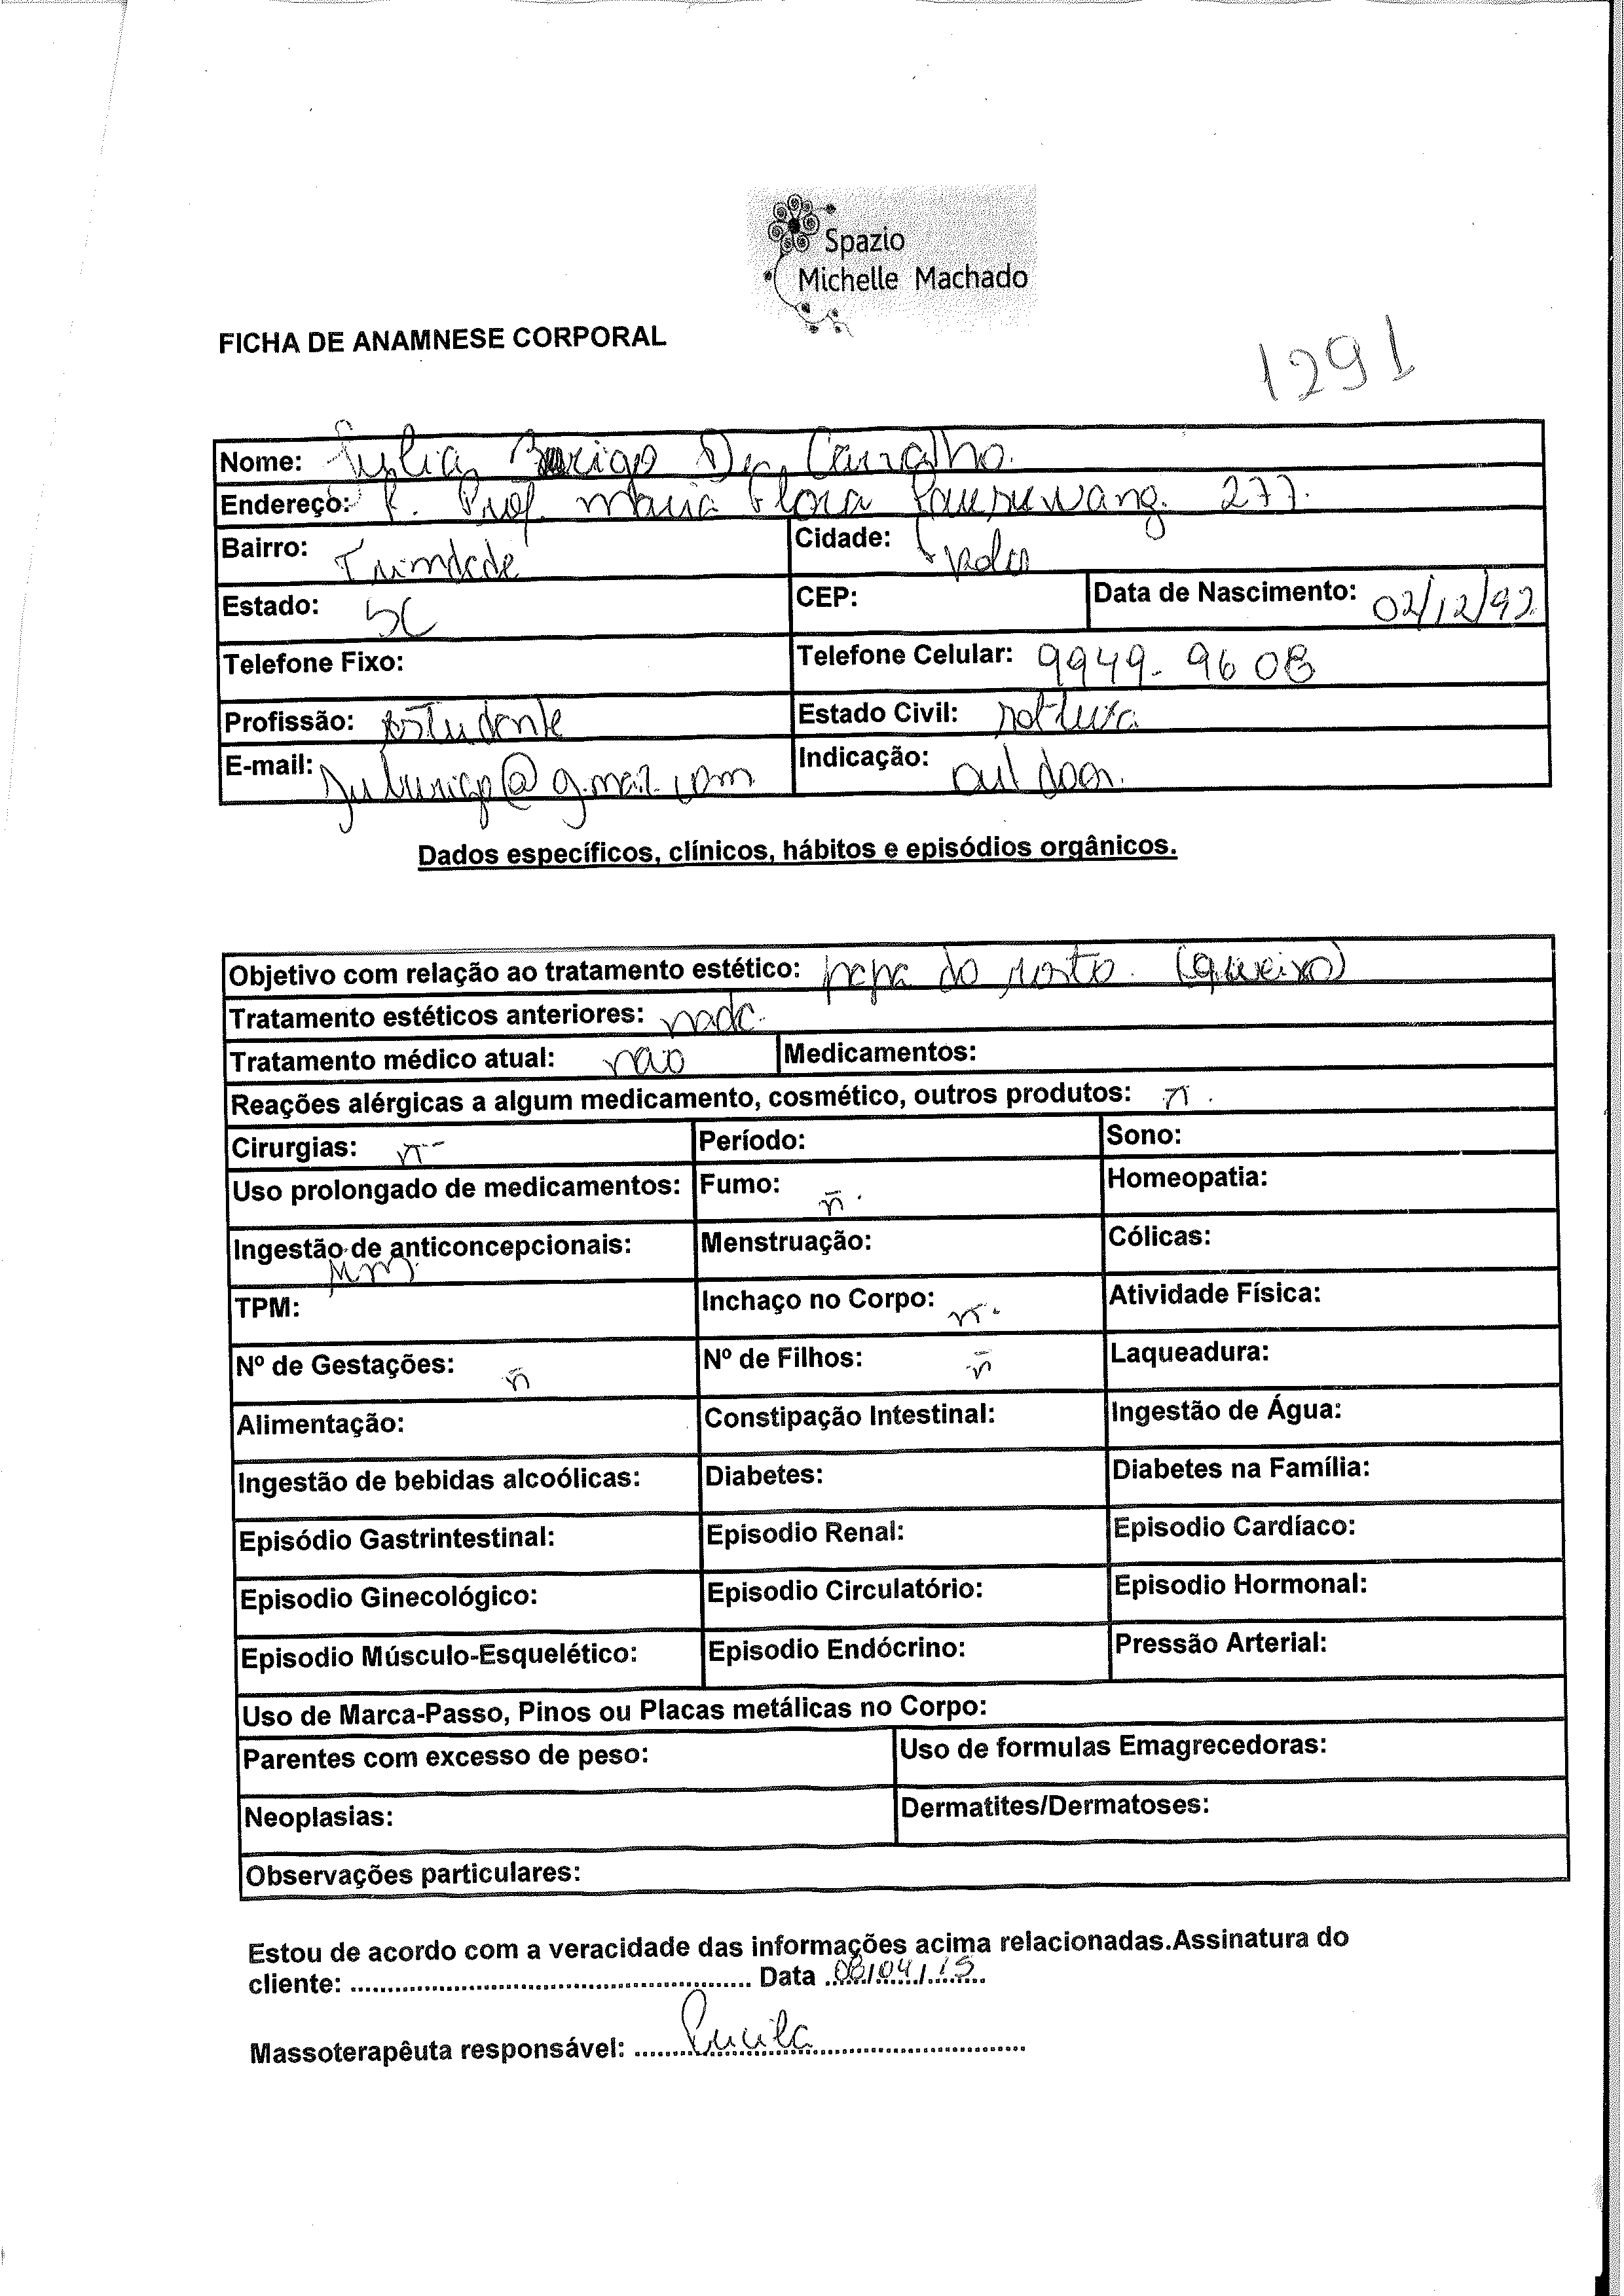 Spazio
Michelle Machado
FICHA DE ANAMNESE CORPORAL
1291
Nome: Julia Burigo De Carvalho.
Endereço: R. Prof. Maria Flora 277.
Bairro: Trindade Cidade: Fpolis
Estado: SC CEP: Data de Nascimento: 02/12/92
Telefone Fixo: Telefone Celular: 9949-9608
Profissão: Estudante Estado Civil: solteira
E-mail: juburigo@gmail.com Indicação: out door.
Dados específicos, clínicos, hábitos e episódios orgânicos.
Objetivo com relação ao tratamento estético: papa do rosto. (queixo)
Tratamento estéticos anteriores: nada.
Tratamento médico atual: não Medicamentos:
Reações alérgicas a algum medicamento, cosmético, outros produtos: ñ.
Cirurgias: ñ Período: Sono:
Uso prolongado de medicamentos: Fumo: ñ. Homeopatia:
Ingestão de anticoncepcionais: Menstruação: Cólicas:
sim.
TPM: Inchaço no Corpo: ñ. Atividade Física:
Nº de Gestações: ñ Nº de Filhos: ñ Laqueadura:
Alimentação: Constipação Intestinal: Ingestão de Água:
Ingestão de bebidas alcoólicas: Diabetes: Diabetes na Família:
Episódio Gastrintestinal: Episodio Renal: Episodio Cardíaco:
Episodio Ginecológico: Episodio Circulatório: Episodio Hormonal:
Episodio Músculo-Esquelético: Episodio Endócrino: Pressão Arterial:
Uso de Marca-Passo, Pinos ou Placas metálicas no Corpo:
Parentes com excesso de peso: Uso de formulas Emagrecedoras:
Neoplasias: Dermatites/Dermatoses:
Observações particulares:
Estou de acordo com a veracidade das informações acima relacionadas.Assinatura do
cliente: ........ Data 08/04/15
Massoterapêuta responsável: ........